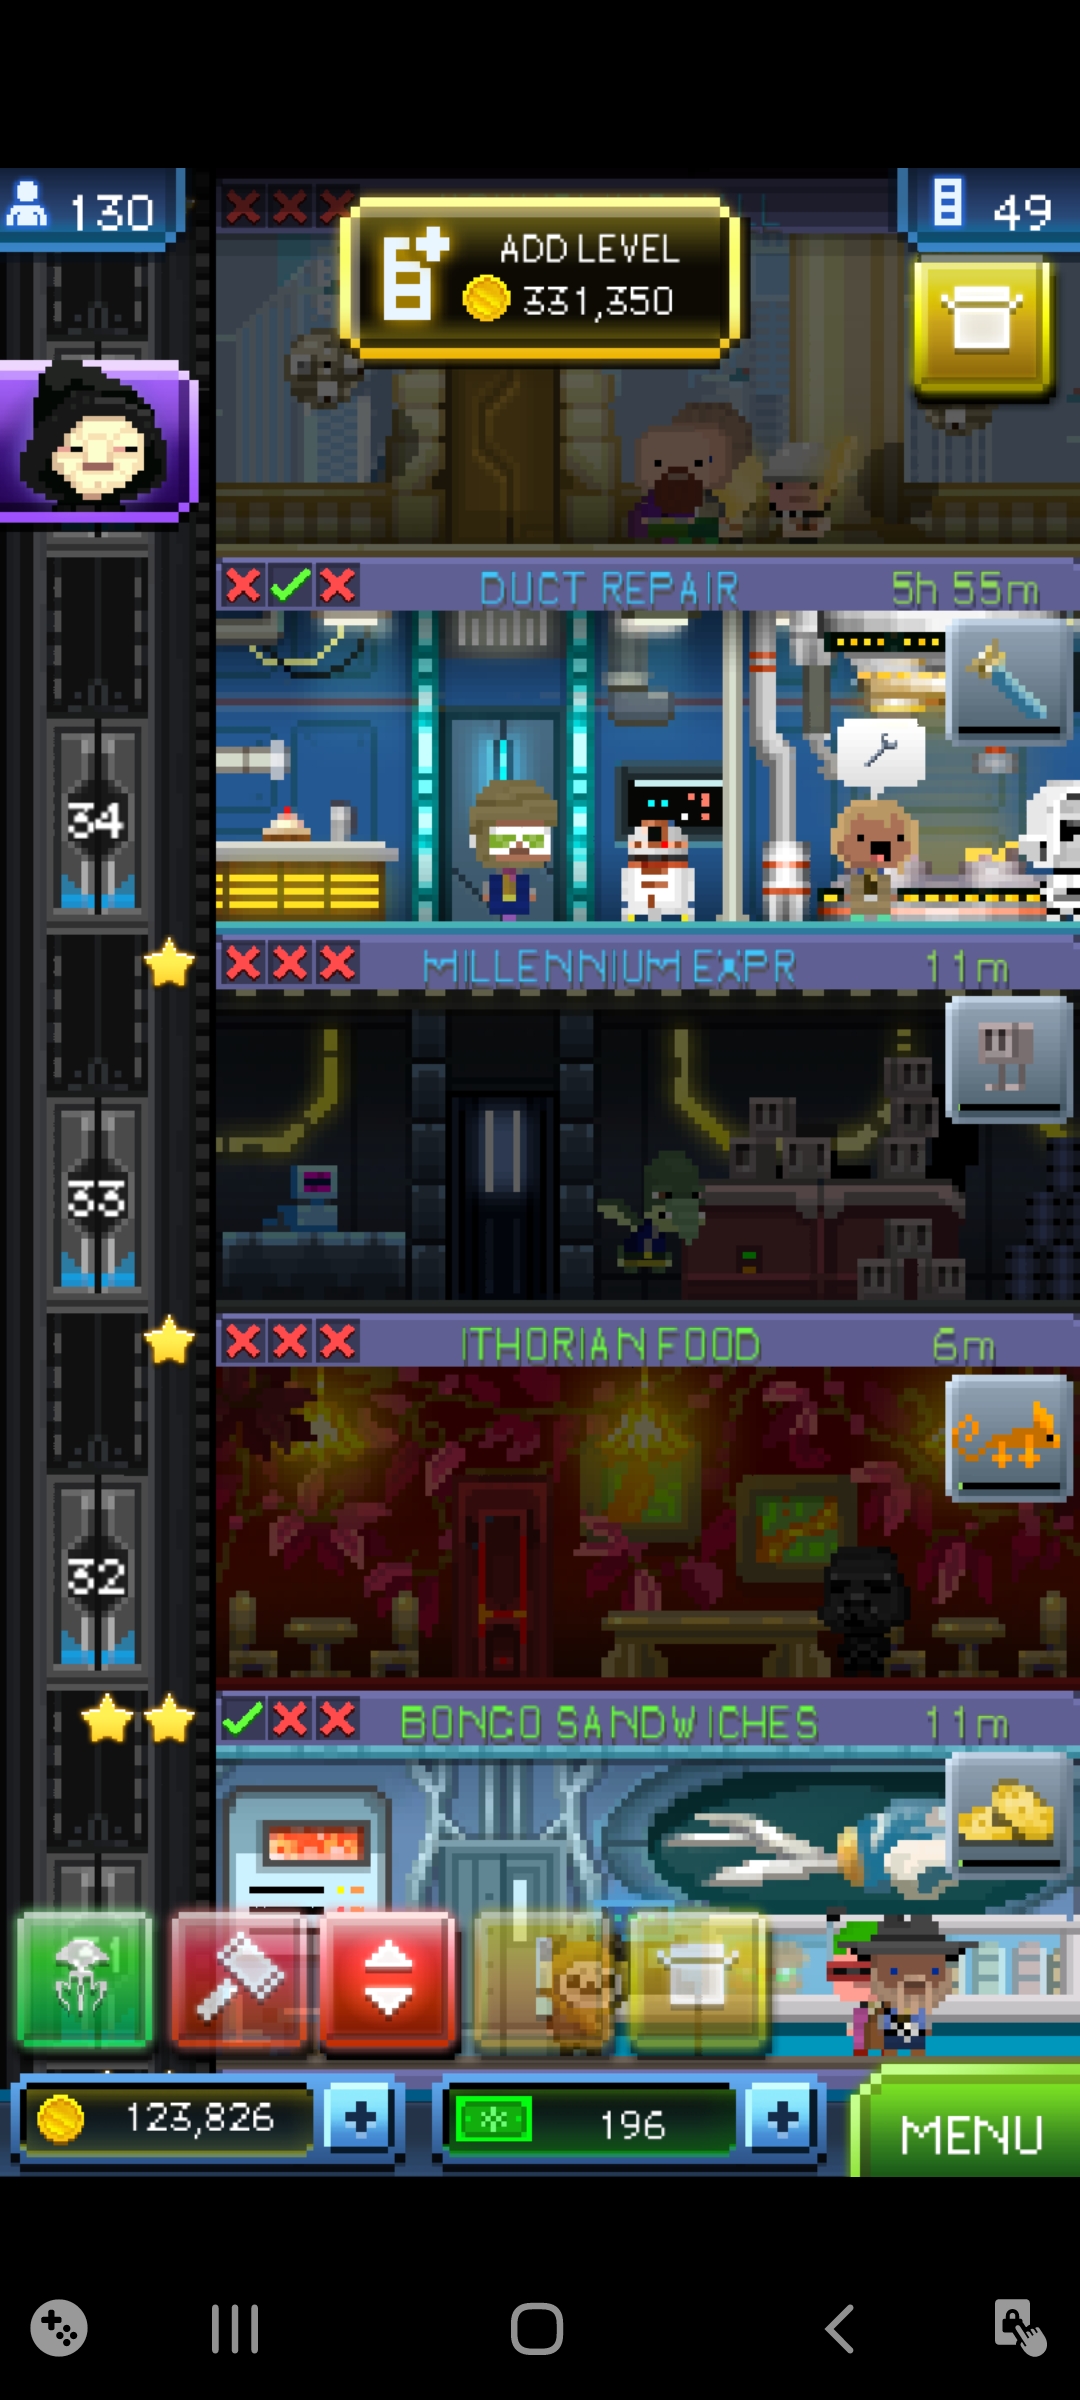 130
49
ADD LEVEL
331,350
DUCT REPAIR 5h 55m
34
MILLENNIUM EXPR 11m
33
ITHORIAN FOOD 6m
32
BONGO SANDWICHES 11m
123,826
196
MENU